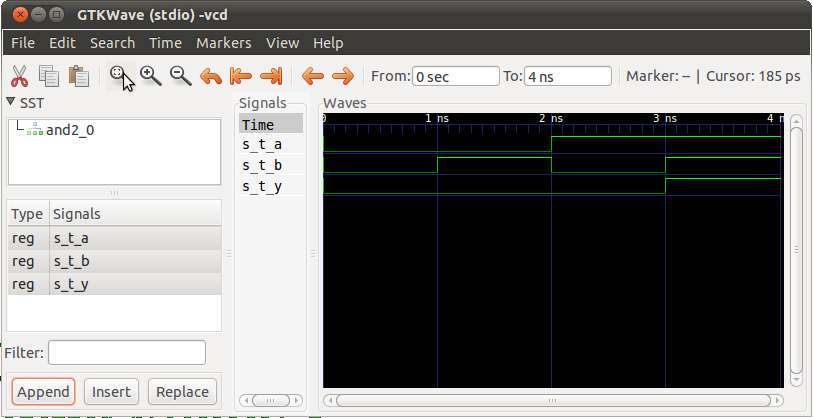 GTKWave (stdio) -vcd
File Edit Search Time Markers View Help
From: 0 sec To: 4 ns Marker: -- | Cursor: 185 ps
SST
and2_0
Type Signals
reg s_t_a
reg s_t_b
reg s_t_y
Filter:
Append Insert Replace
Signals
Time
s_t_a
s_t_b
s_t_y
Waves
0 1 ns 2 ns 3 ns 4 n